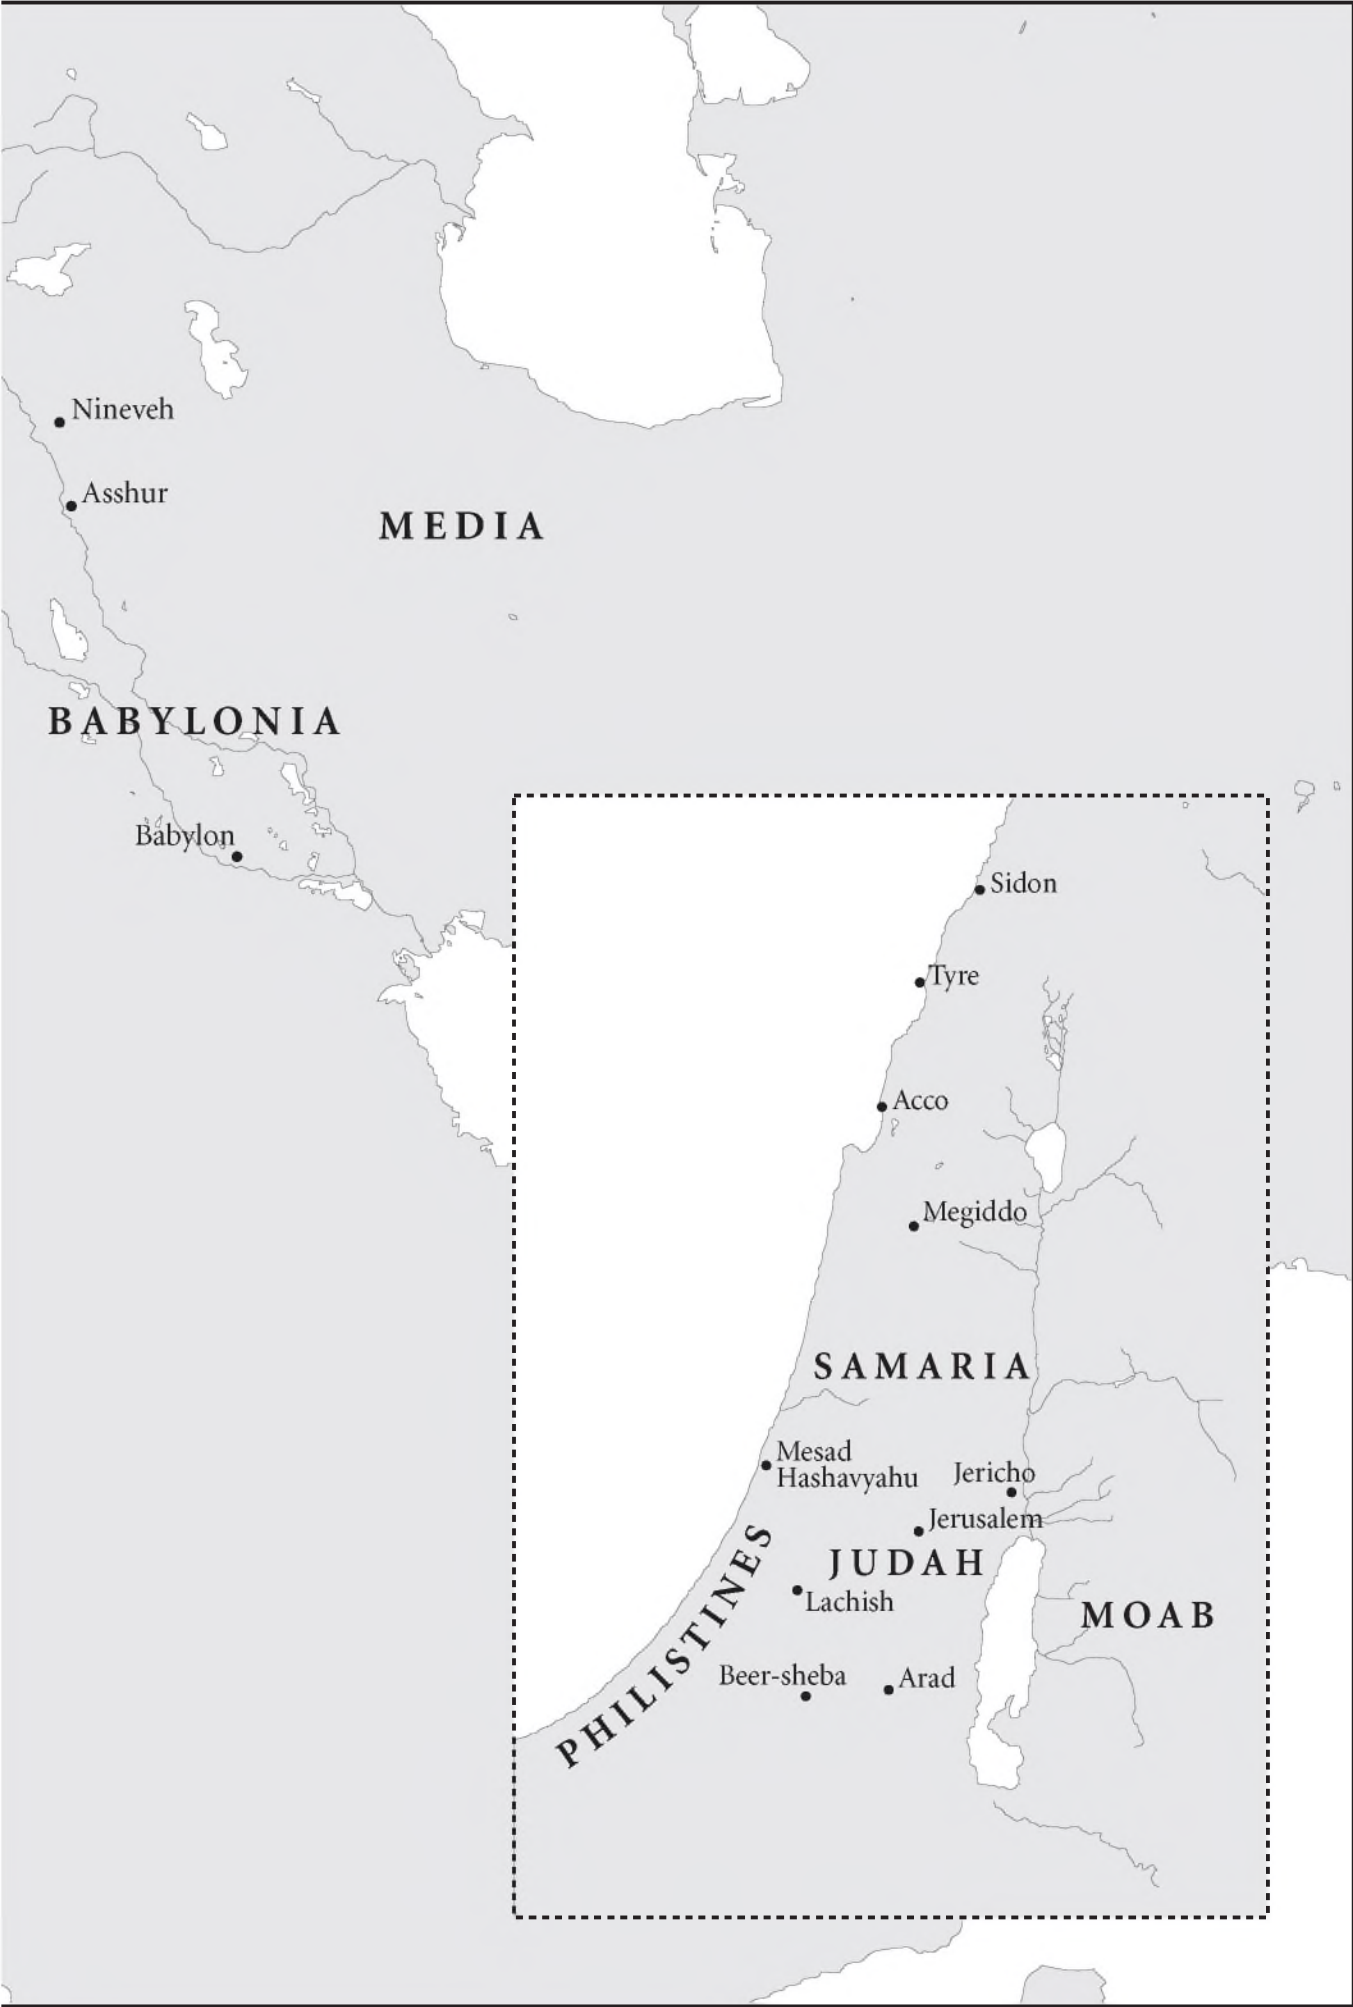 Nineveh
Asshur
MEDIA
BABYLONIA
Babylon
Sidon
Tyre
Acco
Megiddo
SAMARIA
Mesad
Hashavyahu
Jericho
Jerusalem
JUDAH
PHILISTINES
Lachish
MOAB
Beer-sheba
Arad